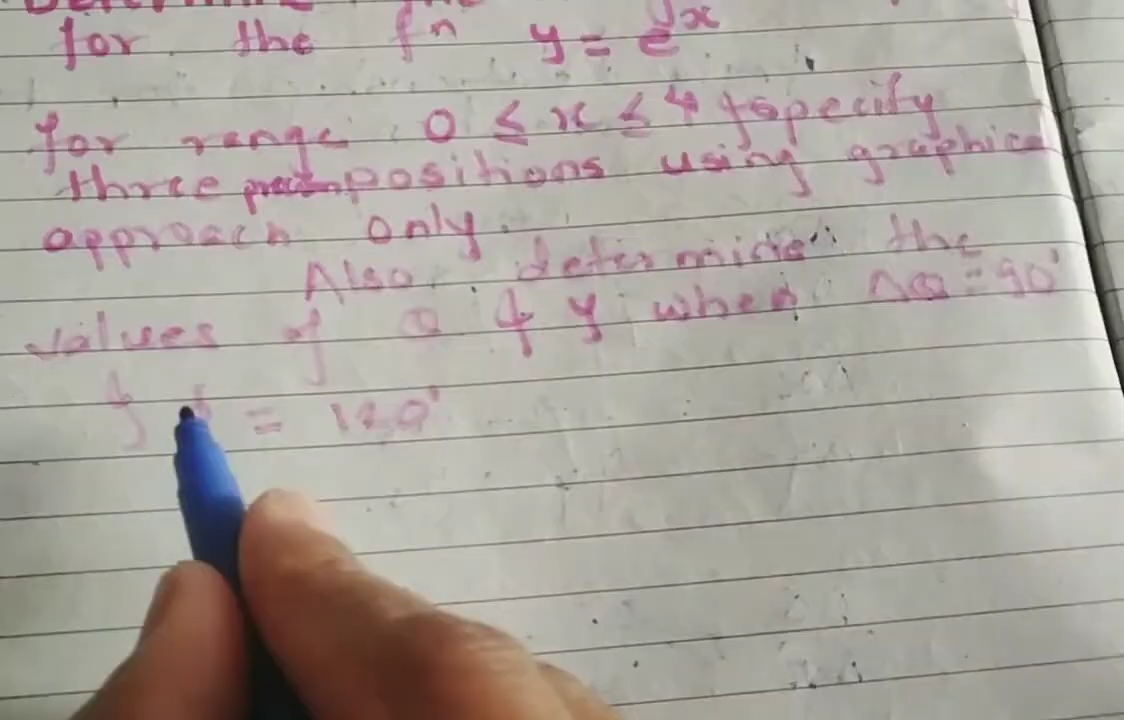 for the fn y = e^x
for range 0 ≤ x ≤ 4 & specify
three positions using graphical
approach only.
Also, determine the
values of θ & y when Δθ = 90°
& = 120°